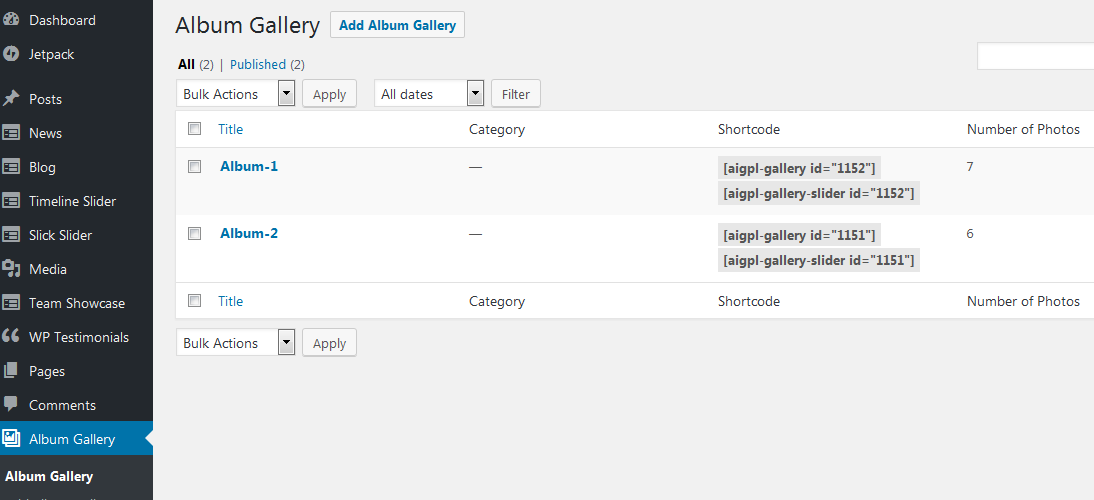 Dashboard
Jetpack
Posts
News
Blog
Timeline Slider
Slick Slider
Media
Team Showcase
WP Testimonials
Pages
Comments
Album Gallery
Album Gallery
Album Gallery Add Album Gallery
All (2) | Published (2)
Bulk Actions Apply All dates Filter
Title Category Shortcode Number of Photos
Album-1 — [aigpl-gallery id="1152"] 7
[aigpl-gallery-slider id="1152"]
Album-2 — [aigpl-gallery id="1151"] 6
[aigpl-gallery-slider id="1151"]
Title Category Shortcode Number of Photos
Bulk Actions Apply